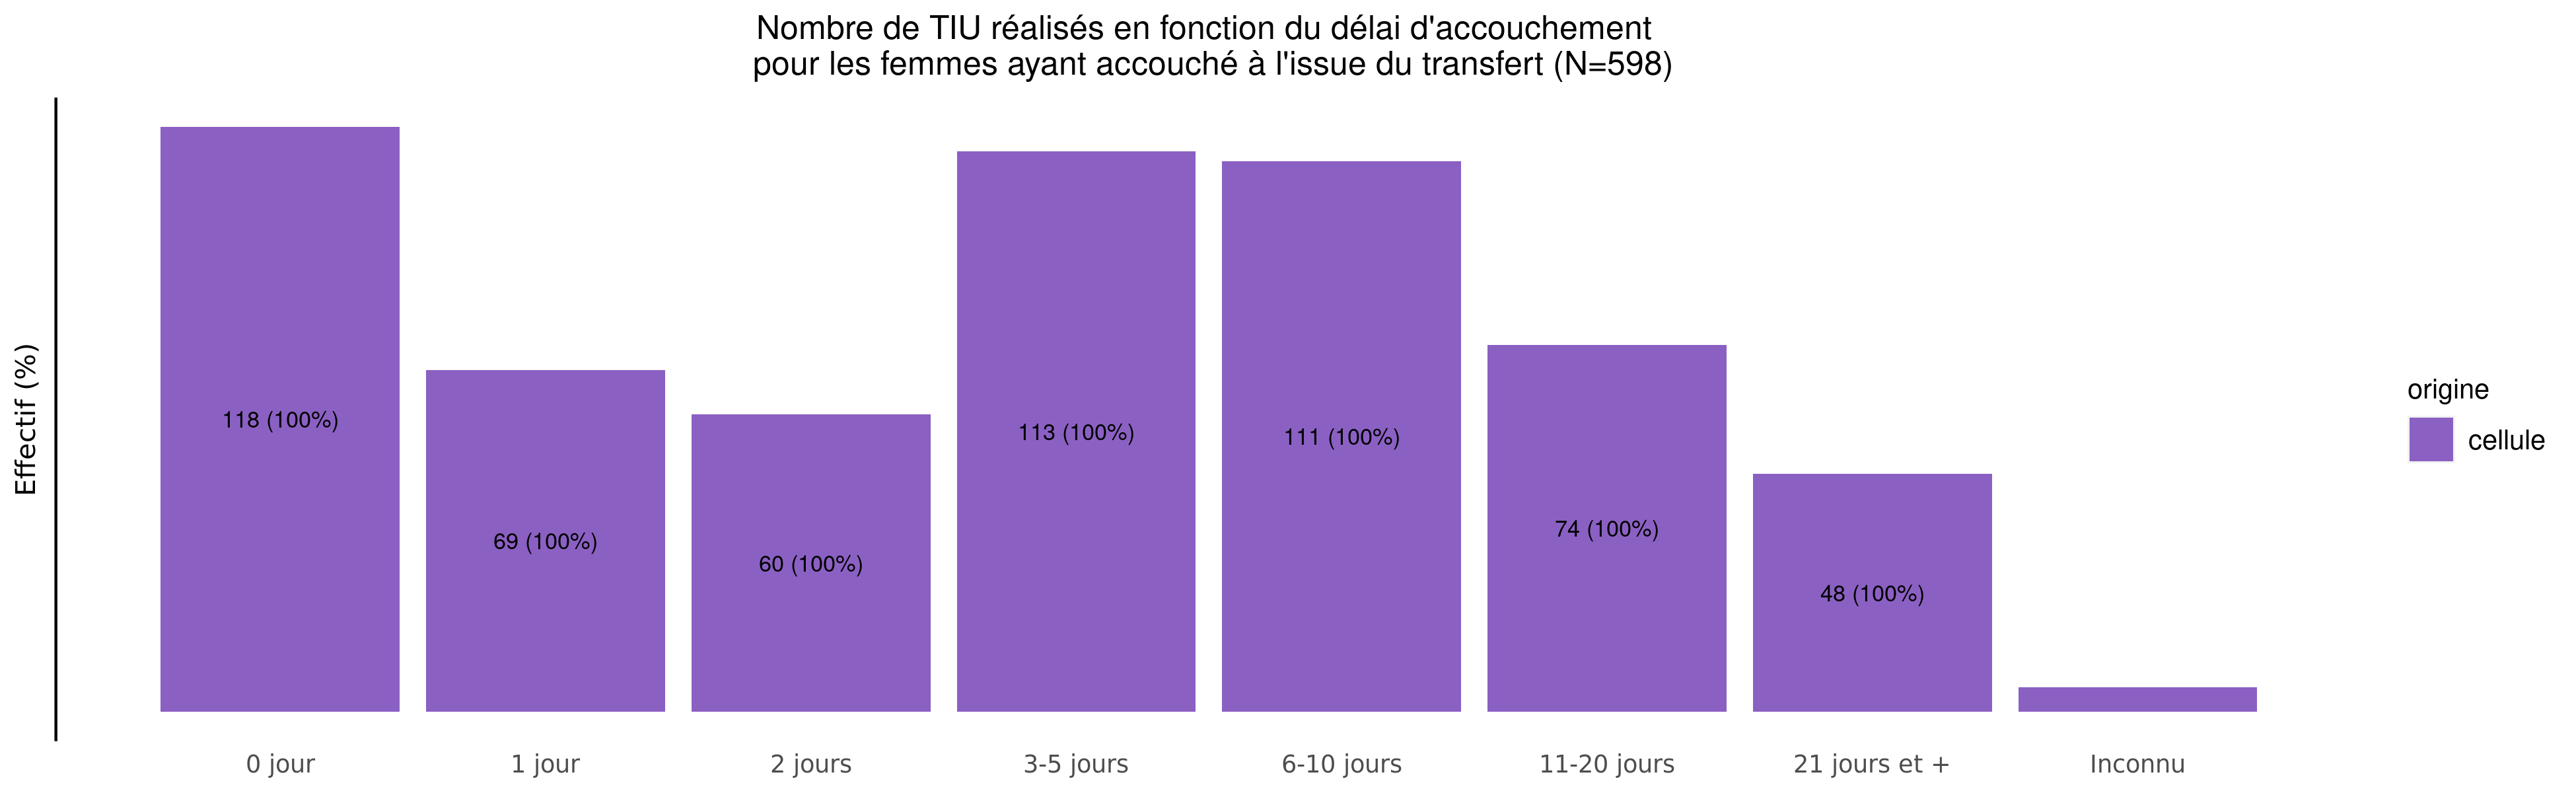 Nombre de TIU réalisés en fonction du délai d'accouchement
pour les femmes ayant accouché à l'issue du transfert (N=598)
Effectif (%)
118 (100%)
69 (100%)
60 (100%)
113 (100%)
111 (100%)
74 (100%)
48 (100%)
0 jour
1 jour
2 jours
3-5 jours
6-10 jours
11-20 jours
21 jours et +
Inconnu
origine
cellule